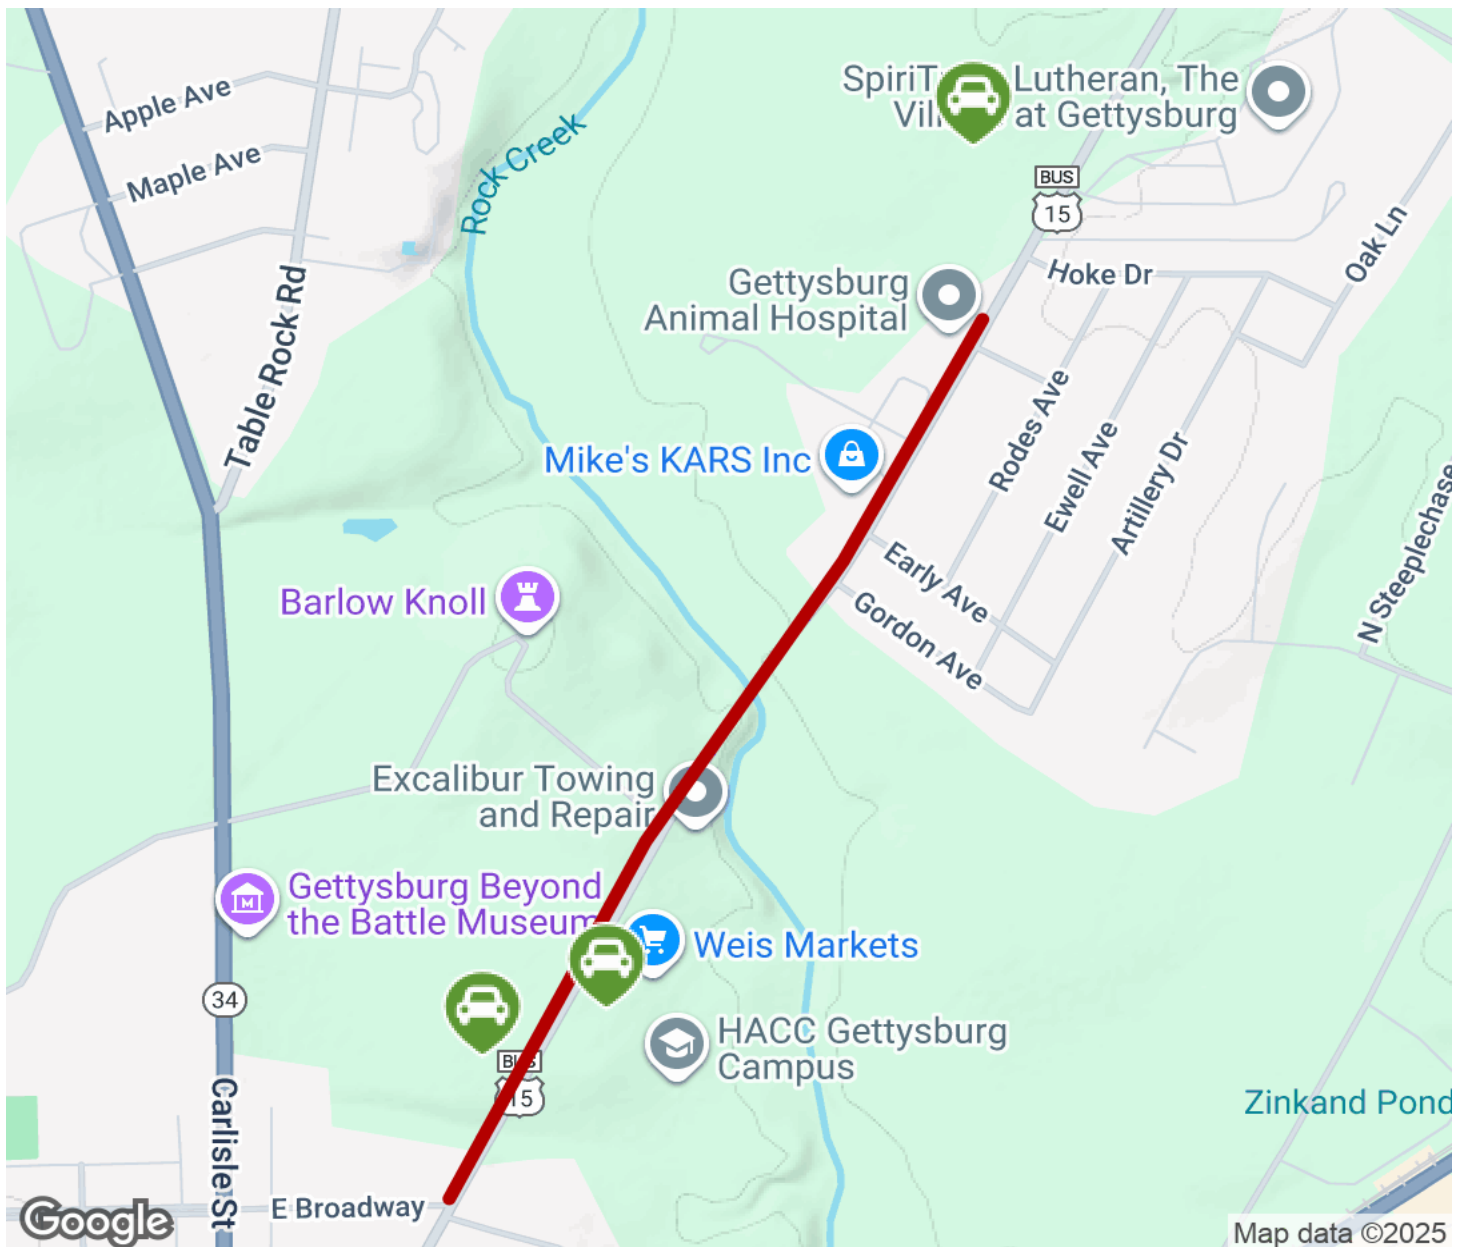 Apple Ave
Maple Ave
Rock Creek
SpiriT Lutheran, The
Vil at Gettysburg
BUS
15
Hoke Dr
Oak Ln
Table Rock Rd
Gettysburg
Animal Hospital
Rodes Ave
Ewell Ave
Artillery Dr
Mike's KARS Inc
N Steeplechase
Early Ave
Gordon Ave
Barlow Knoll
Excalibur Towing
and Repair
Gettysburg Beyond
the Battle Museum
Weis Markets
34
HACC Gettysburg
Campus
BUS
15
Carlisle St
Zinkand Pond
E Broadway
Google
Map data ©2025